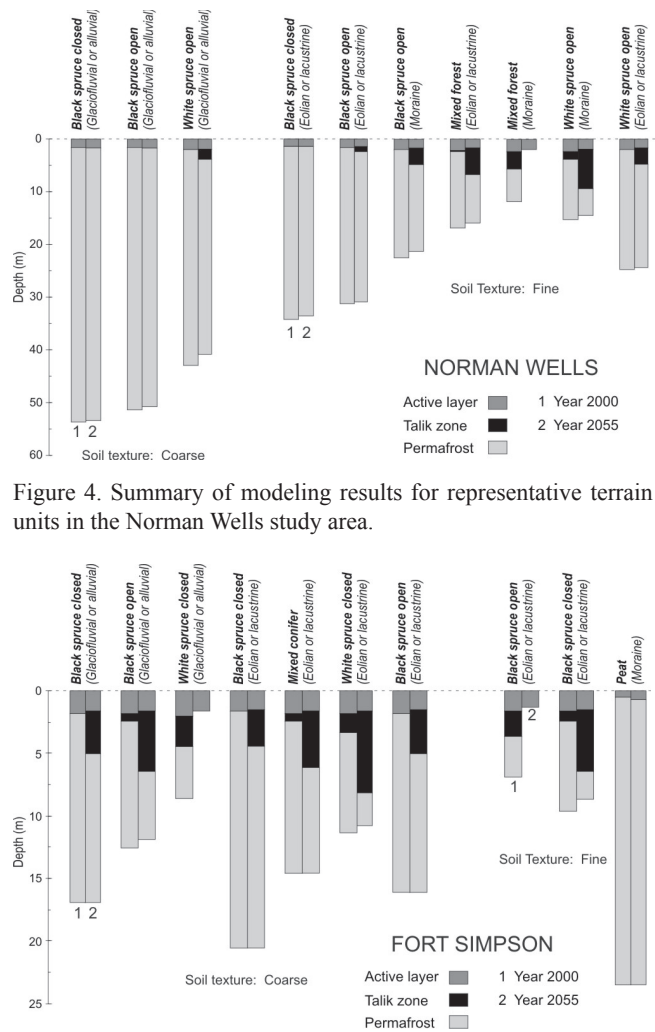 Black spruce closed
(Glaciofluvial or alluvial)
Black spruce open
(Glaciofluvial or alluvial)
White spruce open
(Glaciofluvial or alluvial)
Black spruce closed
(Eolian or lacustrine)
Black spruce open
(Eolian or lacustrine)
Black spruce open
(Moraine)
Mixed forest
(Eolian or lacustrine)
Mixed forest
(Moraine)
White spruce open
(Moraine)
White spruce open
(Eolian or lacustrine)
0
10
20
30
40
50
60
Depth (m)
1 2
1 2
Soil texture: Coarse
Soil Texture: Fine
NORMAN WELLS
Active layer 1 Year 2000
Talik zone 2 Year 2055
Permafrost
Figure 4. Summary of modeling results for representative terrain
units in the Norman Wells study area.
Black spruce closed
(Glaciofluvial or alluvial)
Black spruce open
(Glaciofluvial or alluvial)
White spruce closed
(Glaciofluvial or alluvial)
Black spruce closed
(Eolian or lacustrine)
Mixed conifer
(Eolian or lacustrine)
White spruce closed
(Eolian or lacustrine)
Black spruce open
(Eolian or lacustrine)
Black spruce open
(Eolian or lacustrine)
Black spruce closed
(Eolian or lacustrine)
Peat
(Moraine)
0
5
10
15
20
25
Depth (m)
1 2
1
2
Soil texture: Coarse
Soil Texture: Fine
FORT SIMPSON
Active layer 1 Year 2000
Talik zone 2 Year 2055
Permafrost